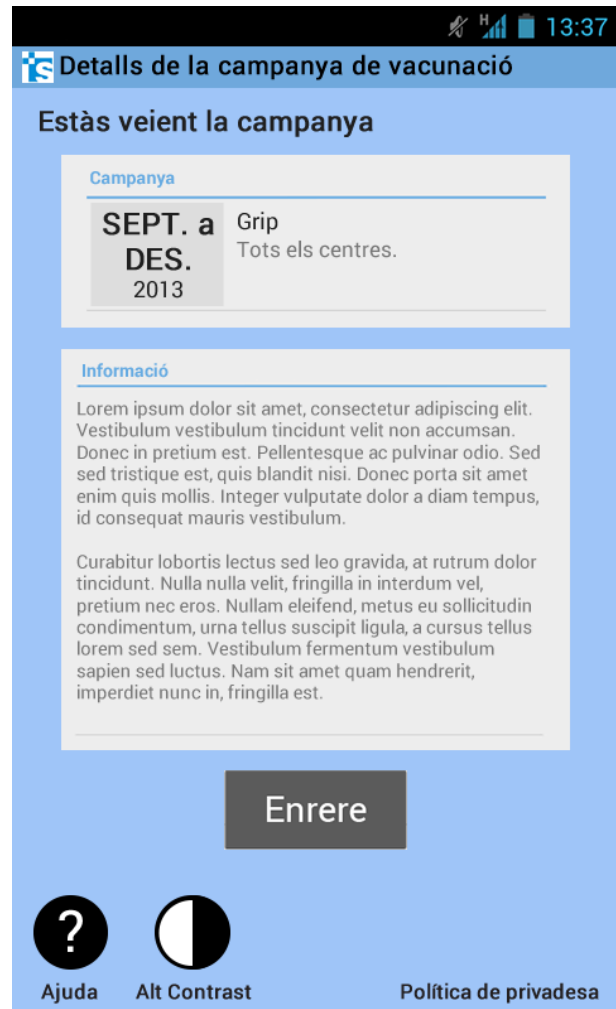 H 13:37
is Detalls de la campanya de vacunació
Estàs veient la campanya
Campanya
SEPT. a
DES.
2013
Grip
Tots els centres.
Informació
Lorem ipsum dolor sit amet, consectetur adipiscing elit.
Vestibulum vestibulum tincidunt velit non accumsan.
Donec in pretium est. Pellentesque ac pulvinar odio. Sed
sed tristique est, quis blandit nisi. Donec porta sit amet
enim quis mollis. Integer vulputate dolor a diam tempus,
id consequat mauris vestibulum.
Curabitur lobortis lectus sed leo gravida, at rutrum dolor
tincidunt. Nulla nulla velit, fringilla in interdum vel,
pretium nec eros. Nullam eleifend, metus eu sollicitudin
condimentum, urna tellus suscipit ligula, a cursus tellus
lorem sed sem. Vestibulum fermentum vestibulum
sapien sed luctus. Nam sit amet quam hendrerit,
imperdiet nunc in, fringilla est.
Enrere
?
Ajuda
Alt Contrast
Política de privadesa